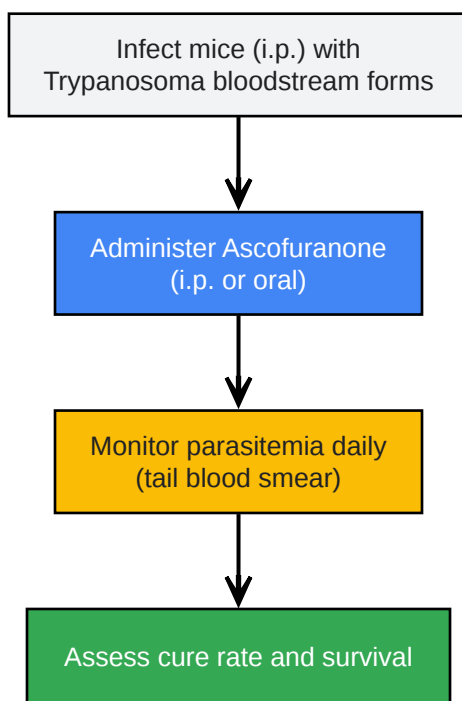 Infect mice (i.p.) with
Trypanosoma bloodstream forms
Administer Ascofuranone
(i.p. or oral)
Monitor parasitemia daily
(tail blood smear)
Assess cure rate and survival